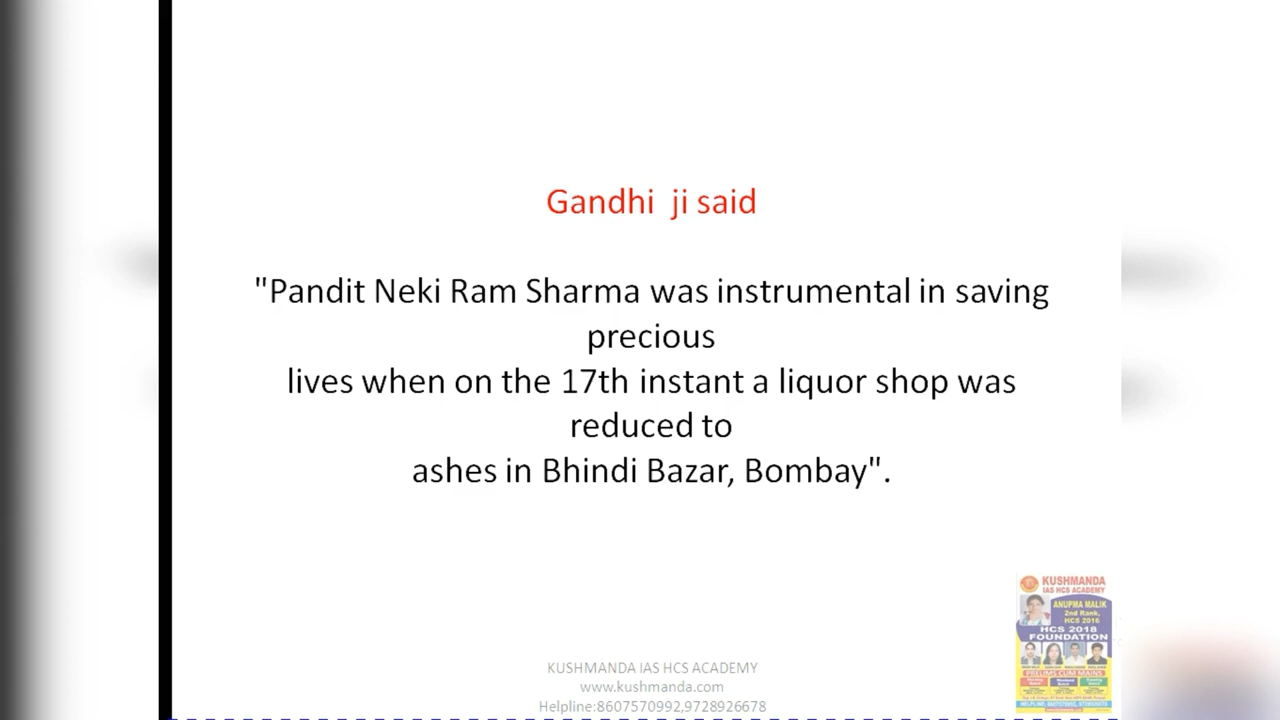 Gandhi ji said
"Pandit Neki Ram Sharma was instrumental in saving
precious
lives when on the 17th instant a liquor shop was
reduced to
ashes in Bhindi Bazar, Bombay".
KUSHMANDA
IAS HCS ACADEMY
ANUPMA MALIK
2nd Rank,
HCS 2016
HCS 2018
FOUNDATION
PRELIMS CUM MAINS
KUSHMANDA IAS HCS ACADEMY
www.kushmanda.com
Helpline:8607570992,9728926678